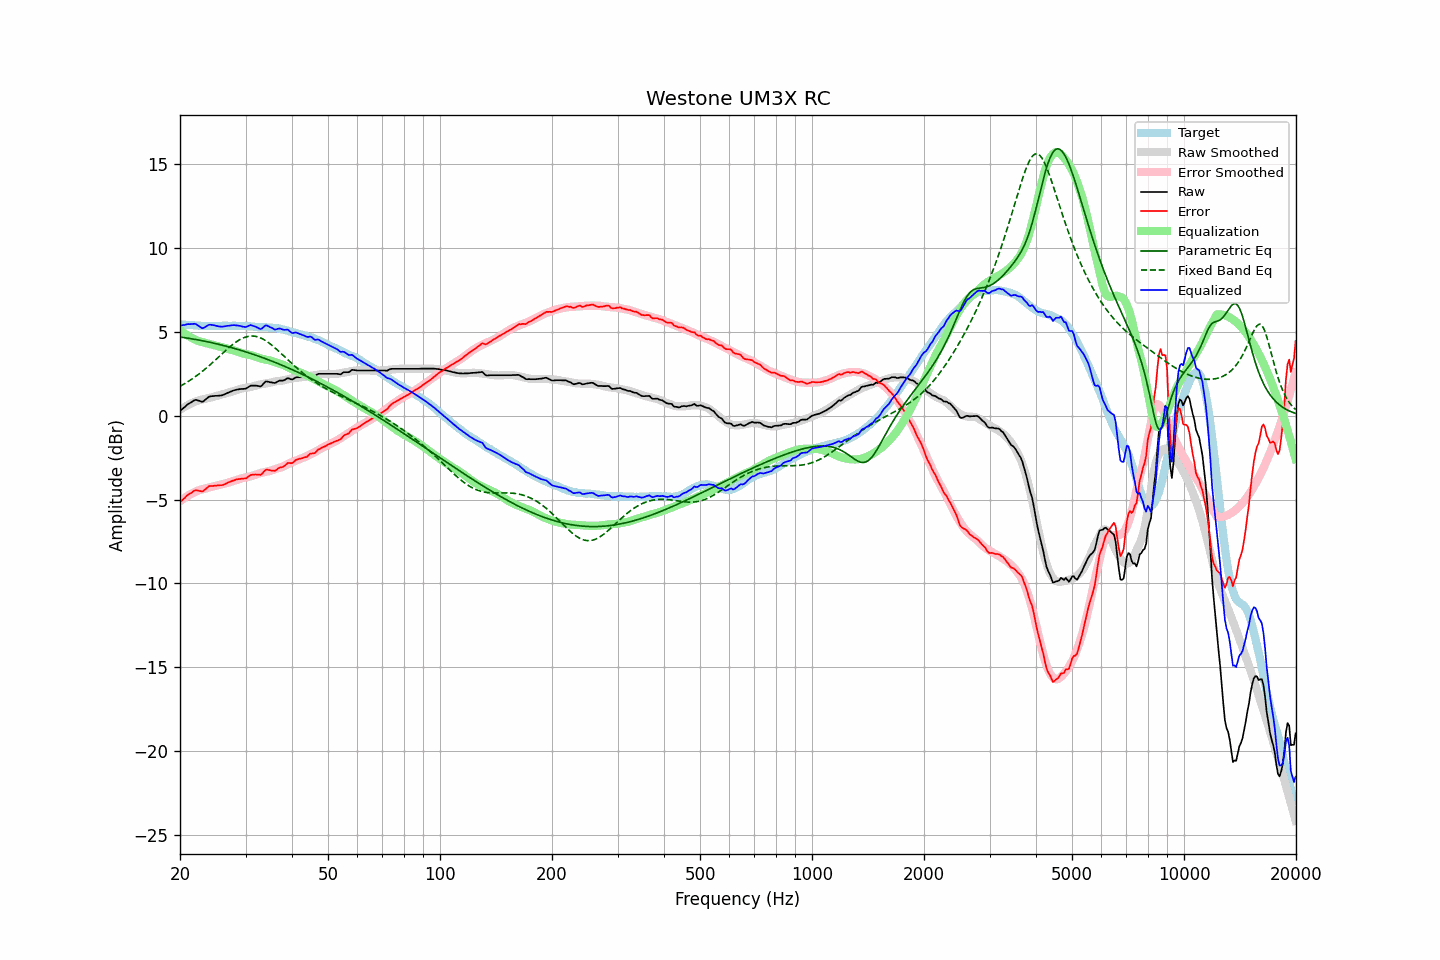 Westone UM3X RC
Target
Raw Smoothed
Error Smoothed
Raw
Error
Equalization
Parametric Eq
Fixed Band Eq
Equalized
15
10
5
0
−5
−10
−15
−20
−25
Amplitude (dBr)
20 50 100 200 500 1000 2000 5000 10000 20000
Frequency (Hz)